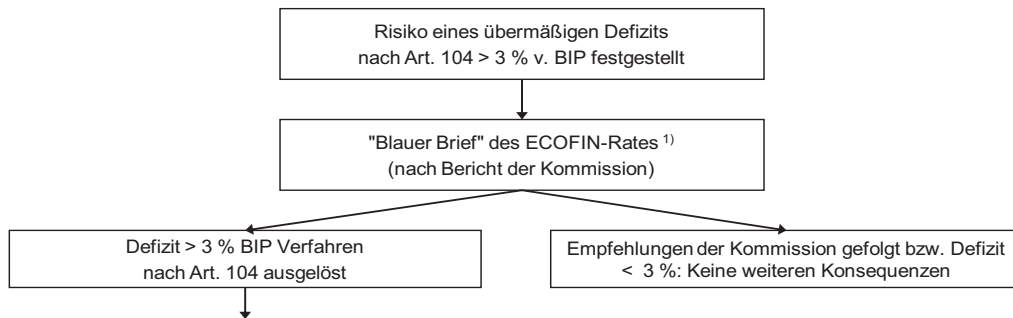 Risiko eines übermäßigen Defizits
nach Art. 104 > 3 % v. BIP festgestellt
"Blauer Brief" des ECOFIN-Rates 1)
(nach Bericht der Kommission)
Defizit > 3 % BIP Verfahren
nach Art. 104 ausgelöst
Empfehlungen der Kommission gefolgt bzw. Defizit
< 3 %: Keine weiteren Konsequenzen